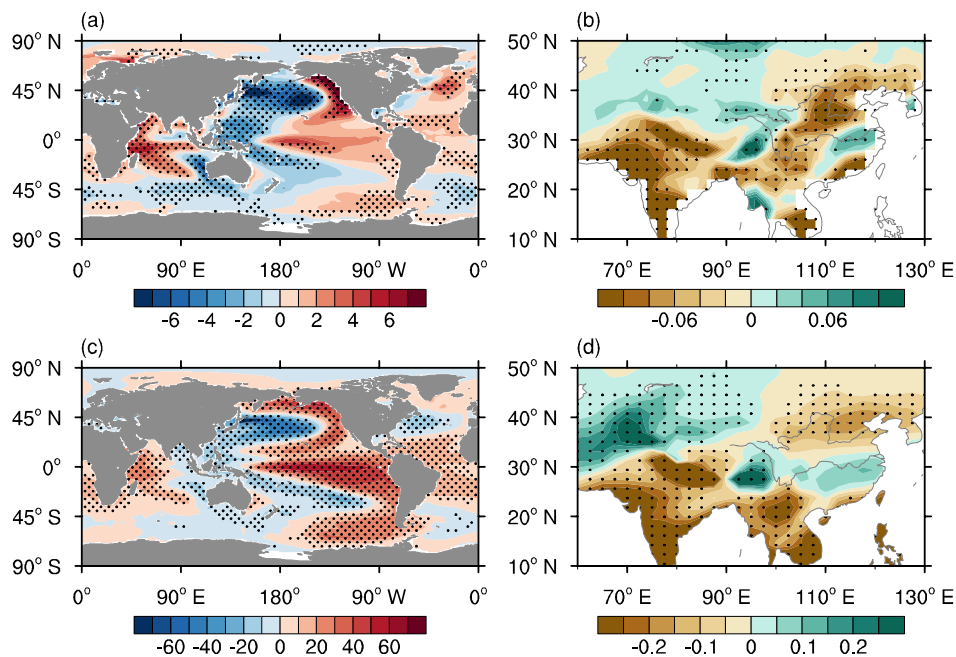 (a)
(b)
90° N
45° N
0°
45° S
90° S
0°
90° E
180°
90° W
0°
50° N
40° N
30° N
20° N
10° N
70° E
90° E
110° E
130° E
-6
-4
-2
0
2
4
6
-0.06
0
0.06
(c)
(d)
90° N
45° N
0°
45° S
90° S
0°
90° E
180°
90° W
0°
50° N
40° N
30° N
20° N
10° N
70° E
90° E
110° E
130° E
-60
-40
-20
0
20
40
60
-0.2
-0.1
0
0.1
0.2